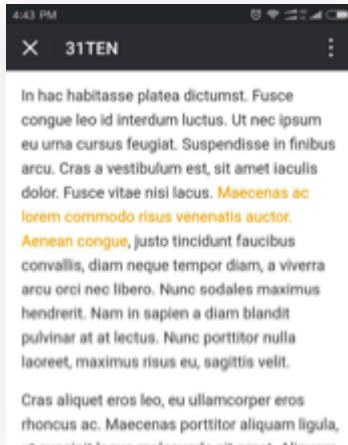 4:43 PM
31TEN
In hac habitasse platea dictumst. Fusce
congue leo id interdum luctus. Ut nec ipsum
eu urna cursus feugiat. Suspendisse in finibus
arcu. Cras a vestibulum est, sit amet iaculis
dolor. Fusce vitae nisi lacus. Maecenas ac
lorem commodo risus venenatis auctor.
Aenean congue, justo tincidunt faucibus
convallis, diam neque tempor diam, a viverra
arcu orci nec libero. Nunc sodales maximus
hendrerit. Nam in sapien a diam blandit
pulvinar at at lectus. Nunc porttitor nulla
laoreet, maximus risus eu, sagittis velit.
Cras aliquet eros leo, eu ullamcorper eros
rhoncus ac. Maecenas porttitor aliquam ligula,